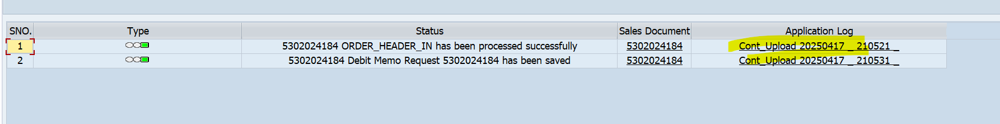 SNO. Type Status Sales Document Application Log
1 5302024184 ORDER_HEADER_IN has been processed successfully 5302024184 Cont_Upload 20250417 _ 210521 _
2 5302024184 Debit Memo Request 5302024184 has been saved 5302024184 Cont_Upload 20250417 _ 210531 _